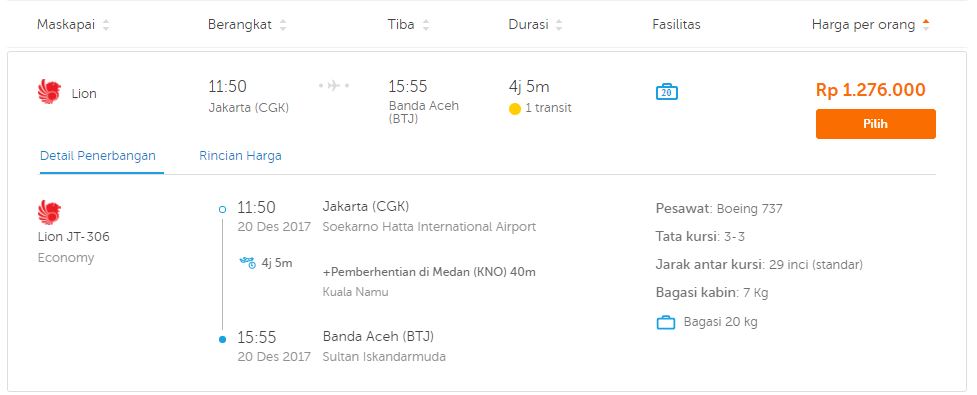 Maskapai Berangkat Tiba Durasi Fasilitas Harga per orang
Lion 11:50 15:55 4j 5m 20 Rp 1.276.000
Jakarta (CGK) Banda Aceh (BTJ) 1 transit
Pilih
Detail Penerbangan Rincian Harga
Lion JT-306
Economy
11:50 Jakarta (CGK)
20 Des 2017 Soekarno Hatta International Airport
4j 5m +Pemberhentian di Medan (KNO) 40m
Kuala Namu
15:55 Banda Aceh (BTJ)
20 Des 2017 Sultan Iskandarmuda
Pesawat: Boeing 737
Tata kursi: 3-3
Jarak antar kursi: 29 inci (standar)
Bagasi kabin: 7 Kg
Bagasi 20 kg